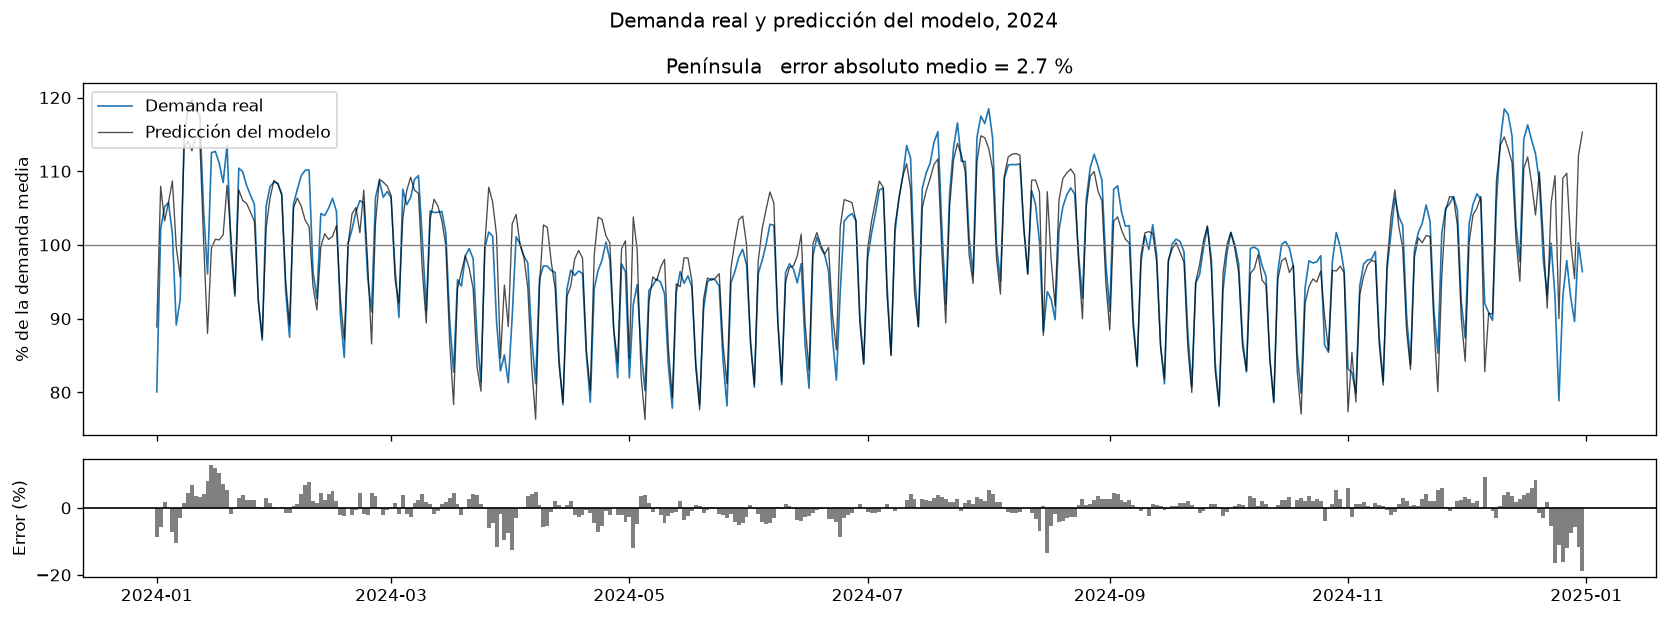 Demanda real y predicción del modelo, 2024
Península   error absoluto medio = 2.7 %
Demanda real
Predicción del modelo
% de la demanda media
120
110
100
90
80
Error (%)
0
−20
2024-01
2024-03
2024-05
2024-07
2024-09
2024-11
2025-01